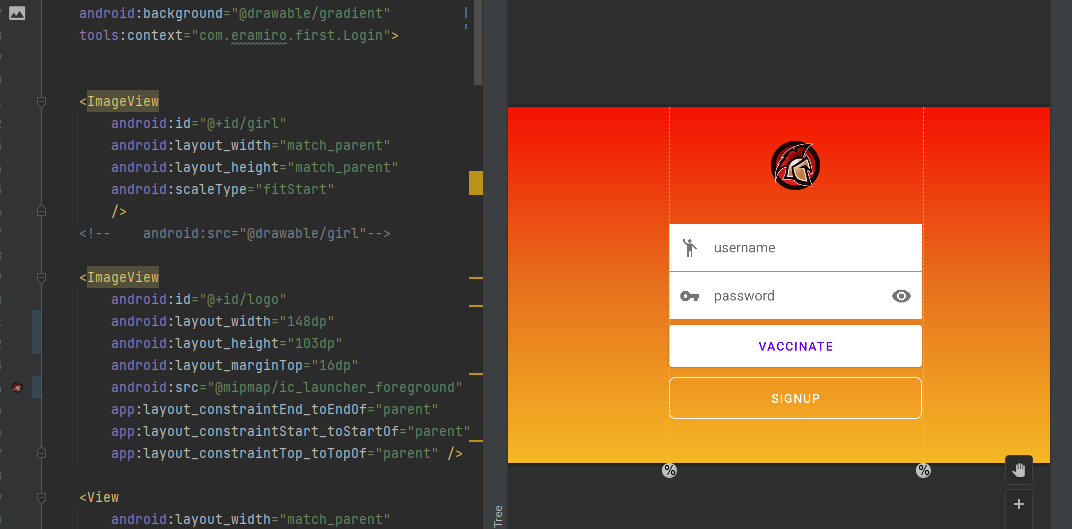 android:background="@drawable/gradient"
tools:context="com.eramiro.first.Login">
<ImageView
android:id="@+id/girl"
android:layout_width="match_parent"
android:layout_height="match_parent"
android:scaleType="fitStart"
/>
<!--    android:src="@drawable/girl"-->
<ImageView
android:id="@+id/logo"
android:layout_width="148dp"
android:layout_height="103dp"
android:layout_marginTop="16dp"
android:src="@mipmap/ic_launcher_foreground"
app:layout_constraintEnd_toEndOf="parent"
app:layout_constraintStart_toStartOf="parent"
app:layout_constraintTop_toTopOf="parent" />
<View
android:layout_width="match_parent"
Tree
username
password
VACCINATE
SIGNUP
% %
+